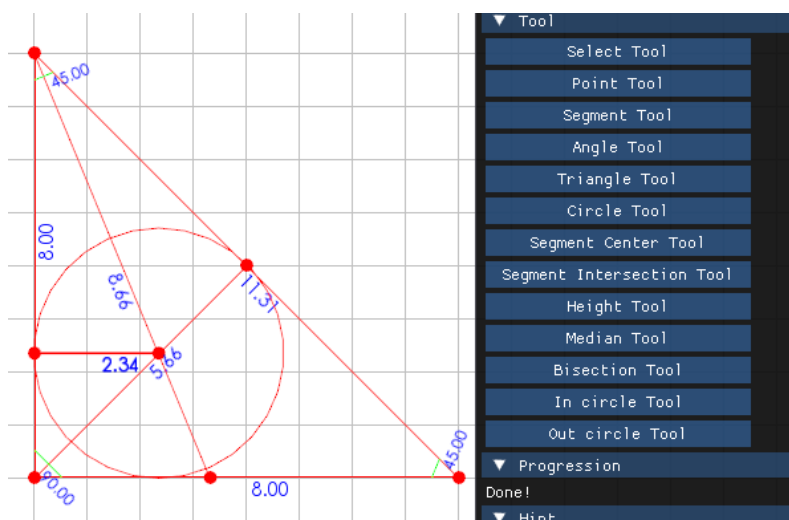 ▼ Tool
Select Tool
Point Tool
Segment Tool
Angle Tool
Triangle Tool
Circle Tool
Segment Center Tool
Segment Intersection Tool
Height Tool
Median Tool
Bisection Tool
In circle Tool
Out circle Tool
▼ Progression
Done!
▼ Hint
45.00
8.00
8.66
11.31
2.34
5.66
90.00
8.00
45.00